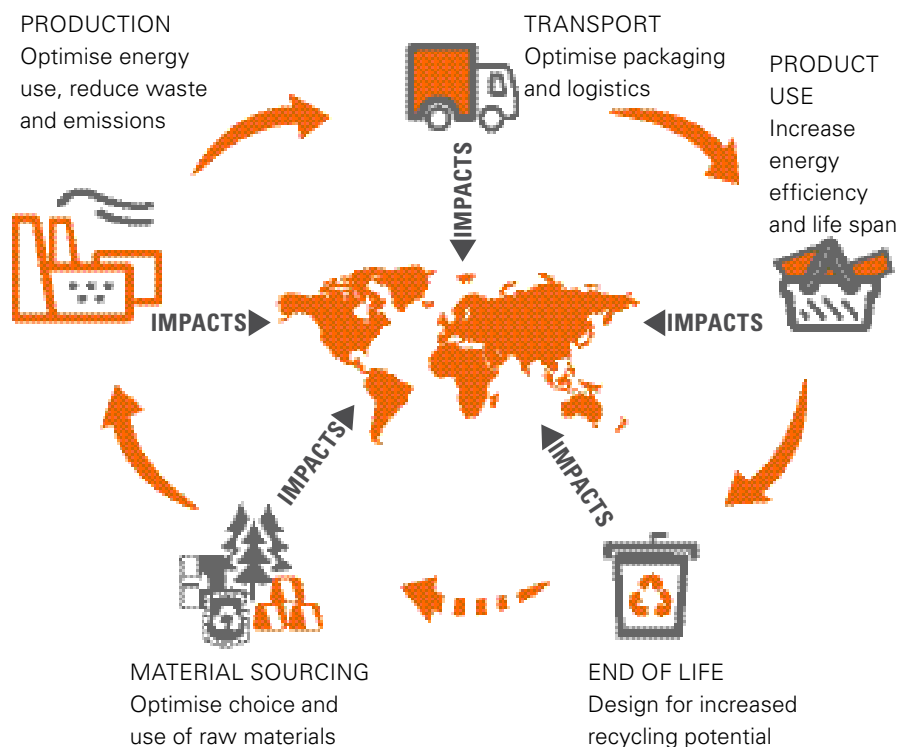 PRODUCTION
Optimise energy
use, reduce waste
and emissions
TRANSPORT
Optimise packaging
and logistics
PRODUCT
USE
Increase
energy
efficiency
and life span
IMPACTS
IMPACTS
IMPACTS
IMPACTS
IMPACTS
MATERIAL SOURCING
Optimise choice and
use of raw materials
END OF LIFE
Design for increased
recycling potential